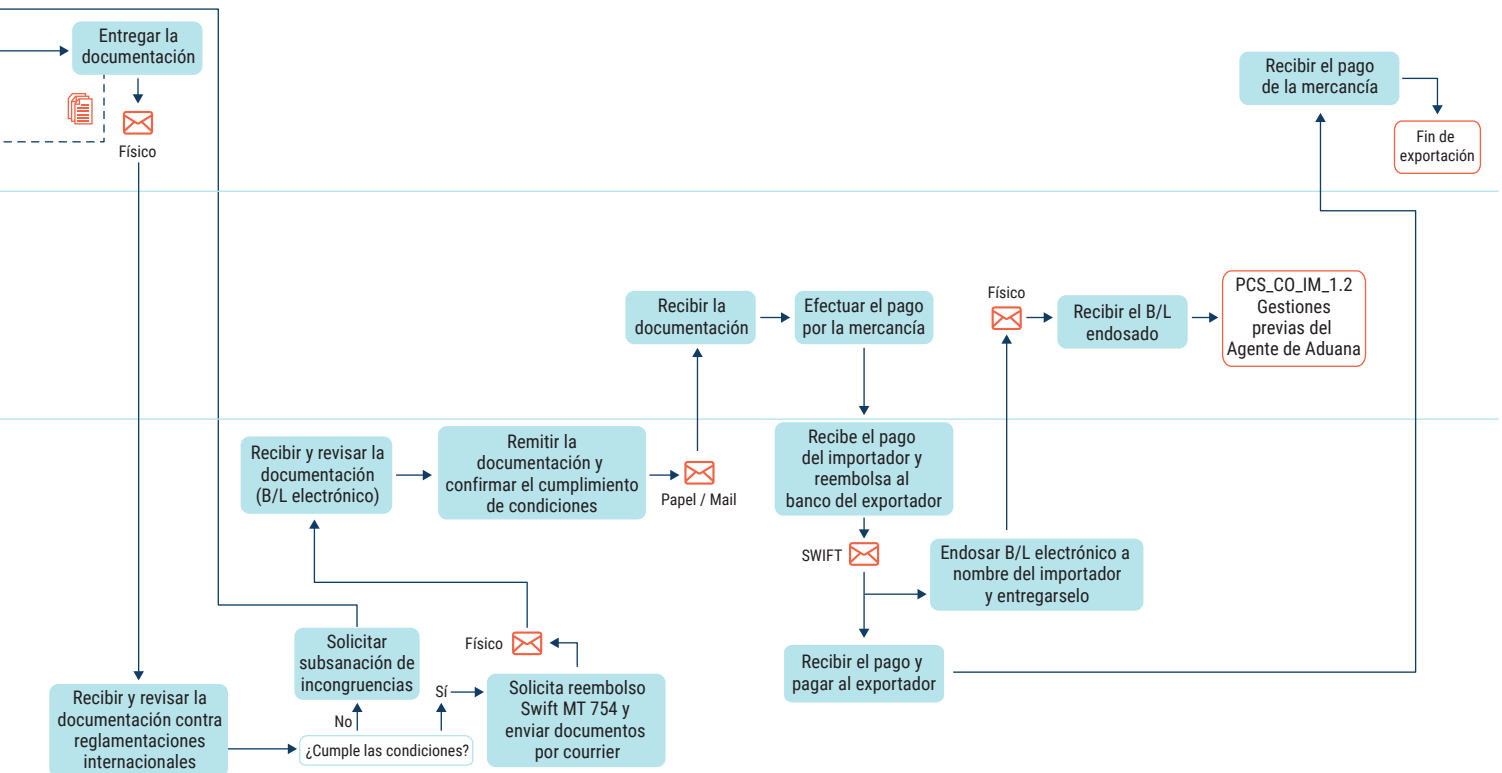 Entregar la
documentación
Físico
Recibir el pago
de la mercancía
Fin de
exportación
Recibir la
documentación
Efectuar el pago
por la mercancía
Físico
Recibir el B/L
endosado
PCS_CO_IM_1.2
Gestiones
previas del
Agente de Aduana
Recibir y revisar la
documentación
(B/L electrónico)
Remitir la
documentación y
confirmar el cumplimiento
de condiciones
Papel / Mail
Recibe el pago
del importador y
reembolsa al
banco del exportador
SWIFT
Endosar B/L electrónico a
nombre del importador
y entregarselo
Recibir el pago y
pagar al exportador
Solicitar
subsanación de
incongruencias
Físico
Sí
No
Solicita reembolso
Swift MT 754 y
enviar documentos
por courrier
Recibir y revisar la
documentación contra
reglamentaciones
internacionales
¿Cumple las condiciones?